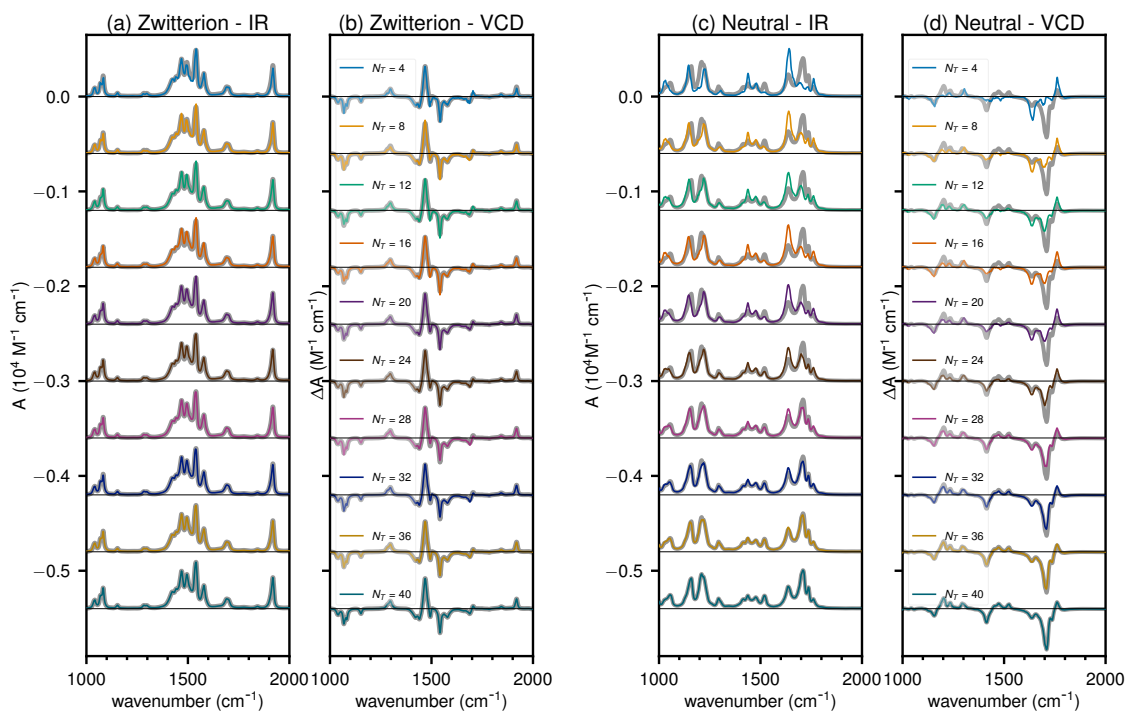 (a) Zwitterion - IR
(b) Zwitterion - VCD
(c) Neutral - IR
(d) Neutral - VCD
A (10⁴ M⁻¹ cm⁻¹)
0.0
−0.1
−0.2
−0.3
−0.4
−0.5
1000 1500 2000
wavenumber (cm⁻¹)
ΔA (M⁻¹ cm⁻¹)
N_T = 4
N_T = 8
N_T = 12
N_T = 16
N_T = 20
N_T = 24
N_T = 28
N_T = 32
N_T = 36
N_T = 40
1000 1500 2000
wavenumber (cm⁻¹)
A (10⁴M⁻¹ cm⁻¹)
0.0
−0.1
−0.2
−0.3
−0.4
−0.5
1000 1500 2000
wavenumber (cm⁻¹)
ΔA (M⁻¹ cm⁻¹)
N_T = 4
N_T = 8
N_T = 12
N_T = 16
N_T = 20
N_T = 24
N_T = 28
N_T = 32
N_T = 36
N_T = 40
1000 1500 2000
wavenumber (cm⁻¹)